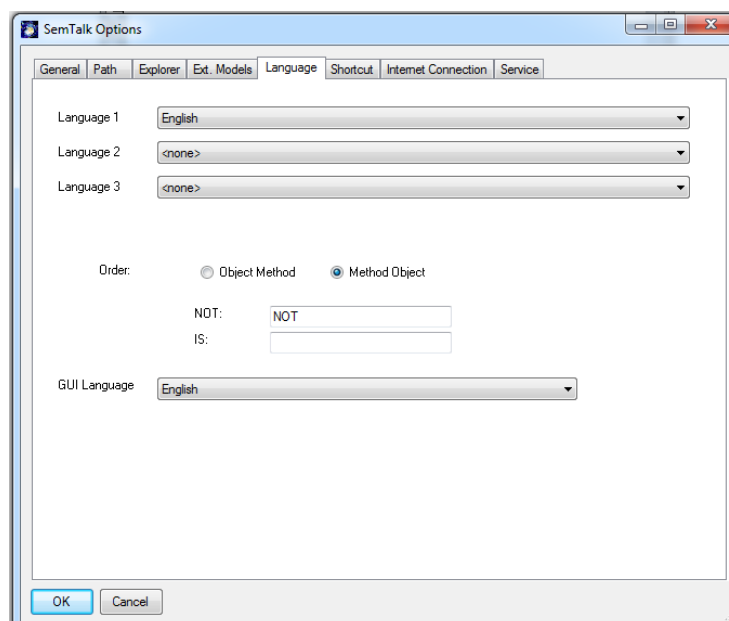 SemTalk Options
General Path Explorer Ext. Models Language Shortcut Internet Connection Service
Language 1 English
Language 2 <none>
Language 3 <none>
Order: Object Method Method Object
NOT: NOT
IS:
GUI Language English
OK Cancel